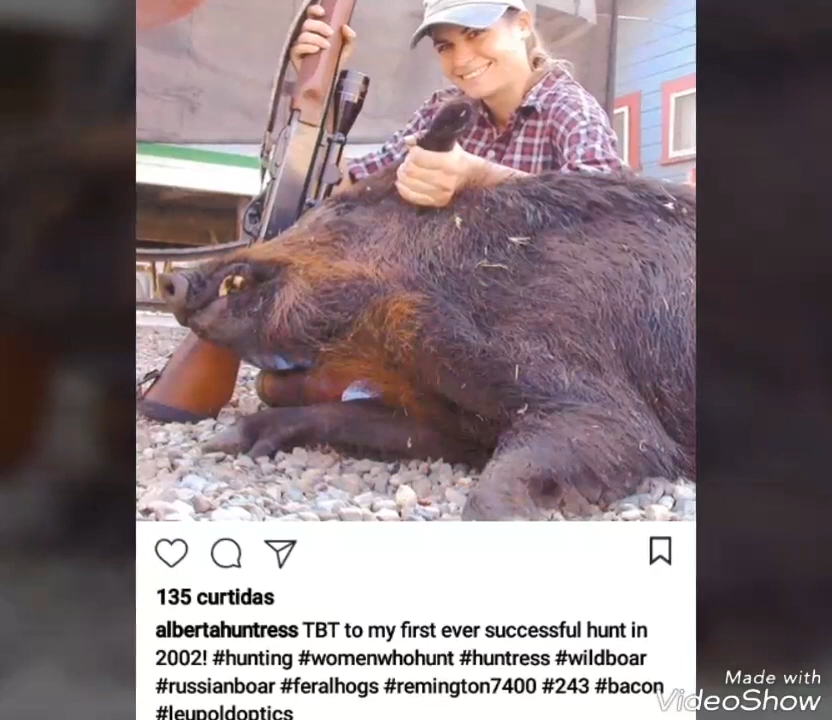 135 curtidas
albertahuntress TBT to my first ever successful hunt in
2002! #hunting #womenwhohunt #huntress #wildboar
#russianboar #feralhogs #remington7400 #243 #bacon
#leupoldoptics
Made with
VideoShow